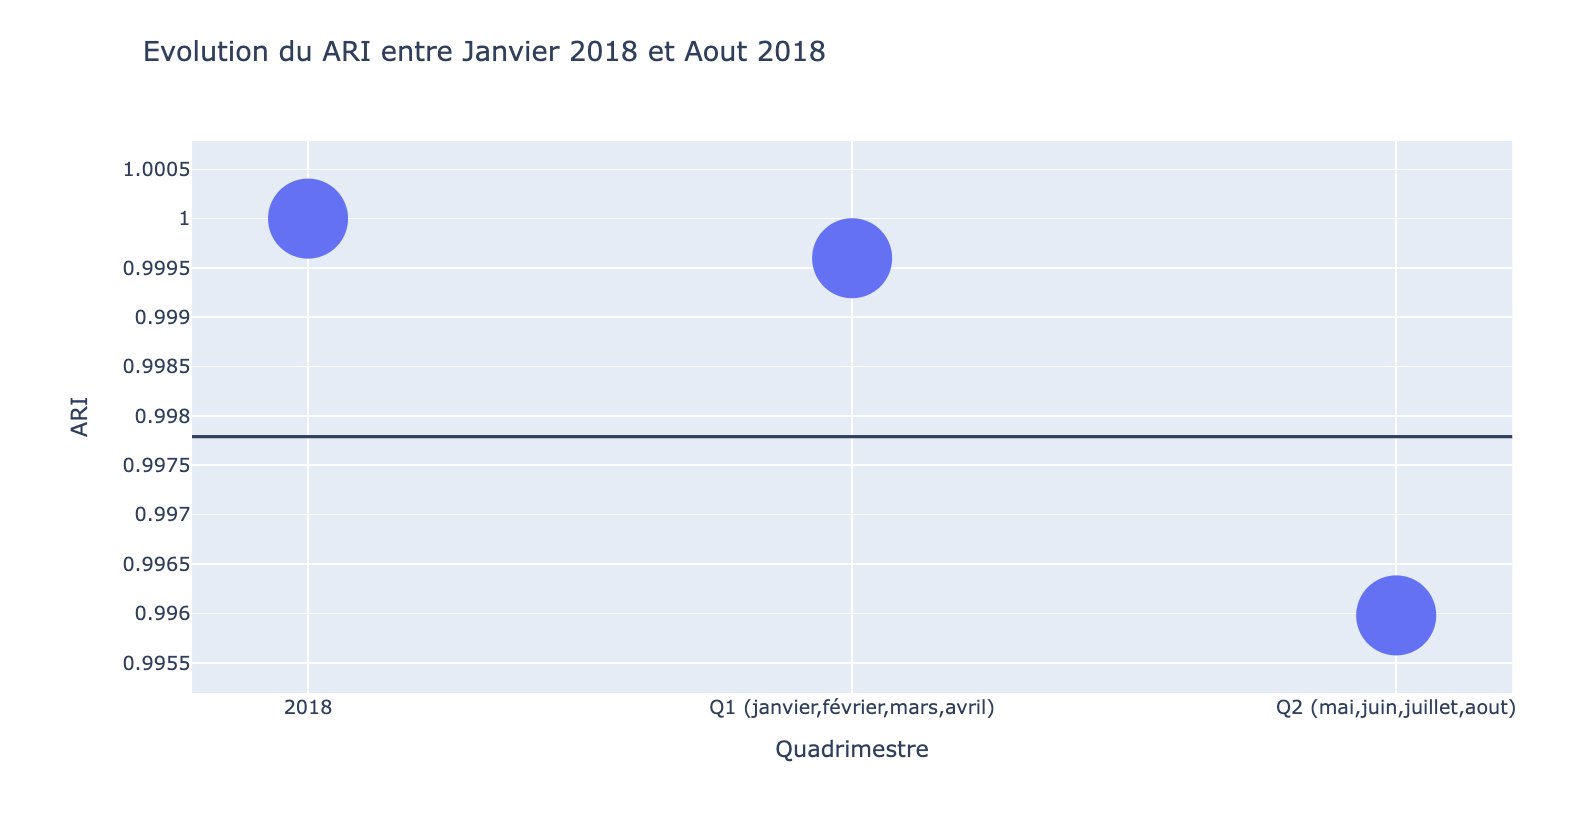 Evolution du ARI entre Janvier 2018 et Aout 2018
1.0005
1
0.9995
0.999
0.9985
0.998
0.9975
0.997
0.9965
0.996
0.9955
ARI
2018
Q1 (janvier,février,mars,avril)
Q2 (mai,juin,juillet,aout)
Quadrimestre